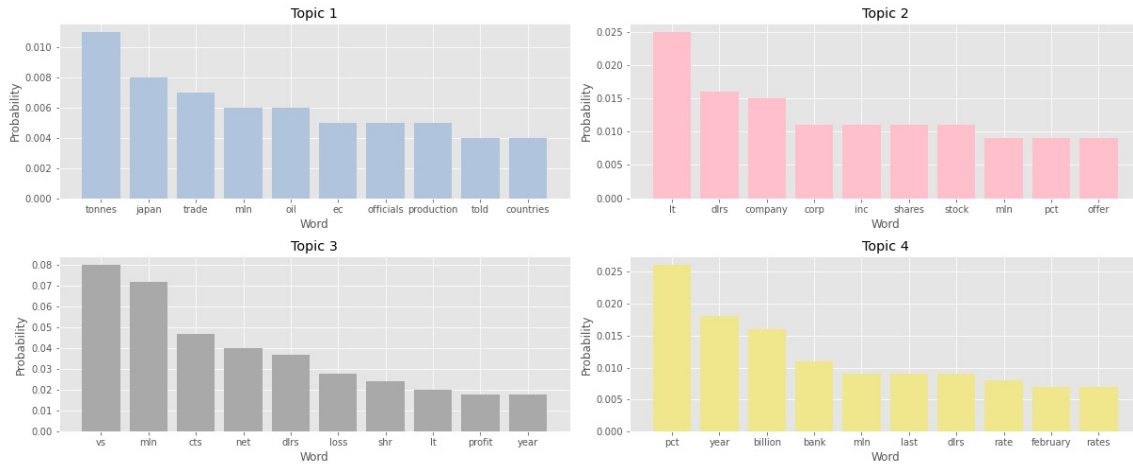 Topic 1
0.010
0.008
0.006
0.004
0.002
0.000
Probability
tonnes japan trade mln oil ec officials production told countries
Word
Topic 2
0.025
0.020
0.015
0.010
0.005
0.000
Probability
lt dlrs company corp inc shares stock mln pct offer
Word
Topic 3
0.08
0.07
0.06
0.05
0.04
0.03
0.02
0.01
0.00
Probability
vs mln cts net dlrs loss shr lt profit year
Word
Topic 4
0.025
0.020
0.015
0.010
0.005
0.000
Probability
pct year billion bank mln last dlrs rate february rates
Word